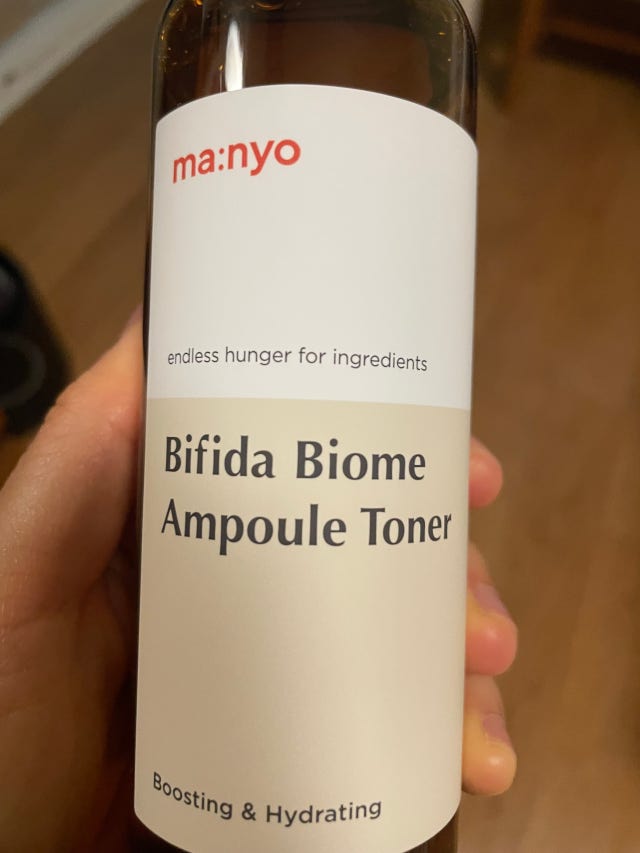 ma:nyo
endless hunger for ingredients
Bifida Biome
Ampoule Toner
Boosting & Hydrating